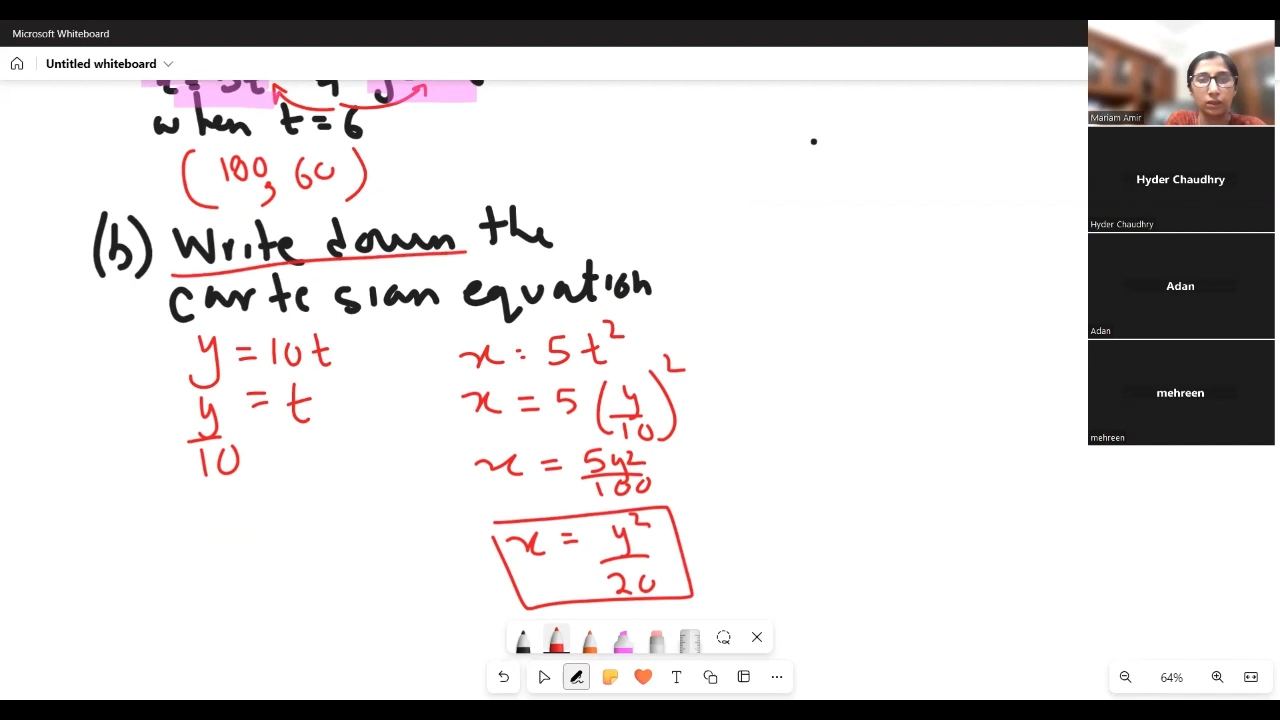 Microsoft Whiteboard
Untitled whiteboard
when t = 6
(180, 60)
(b) Write down the
cartesian equation
y = 10t
y/10 = t
x = 5t²
x = 5(y/10)²
x = 5y²/100
x = y²/20
64%
Mariam Amir
Hyder Chaudhry
Hyder Chaudhry
Adan
Adan
mehreen
mehreen